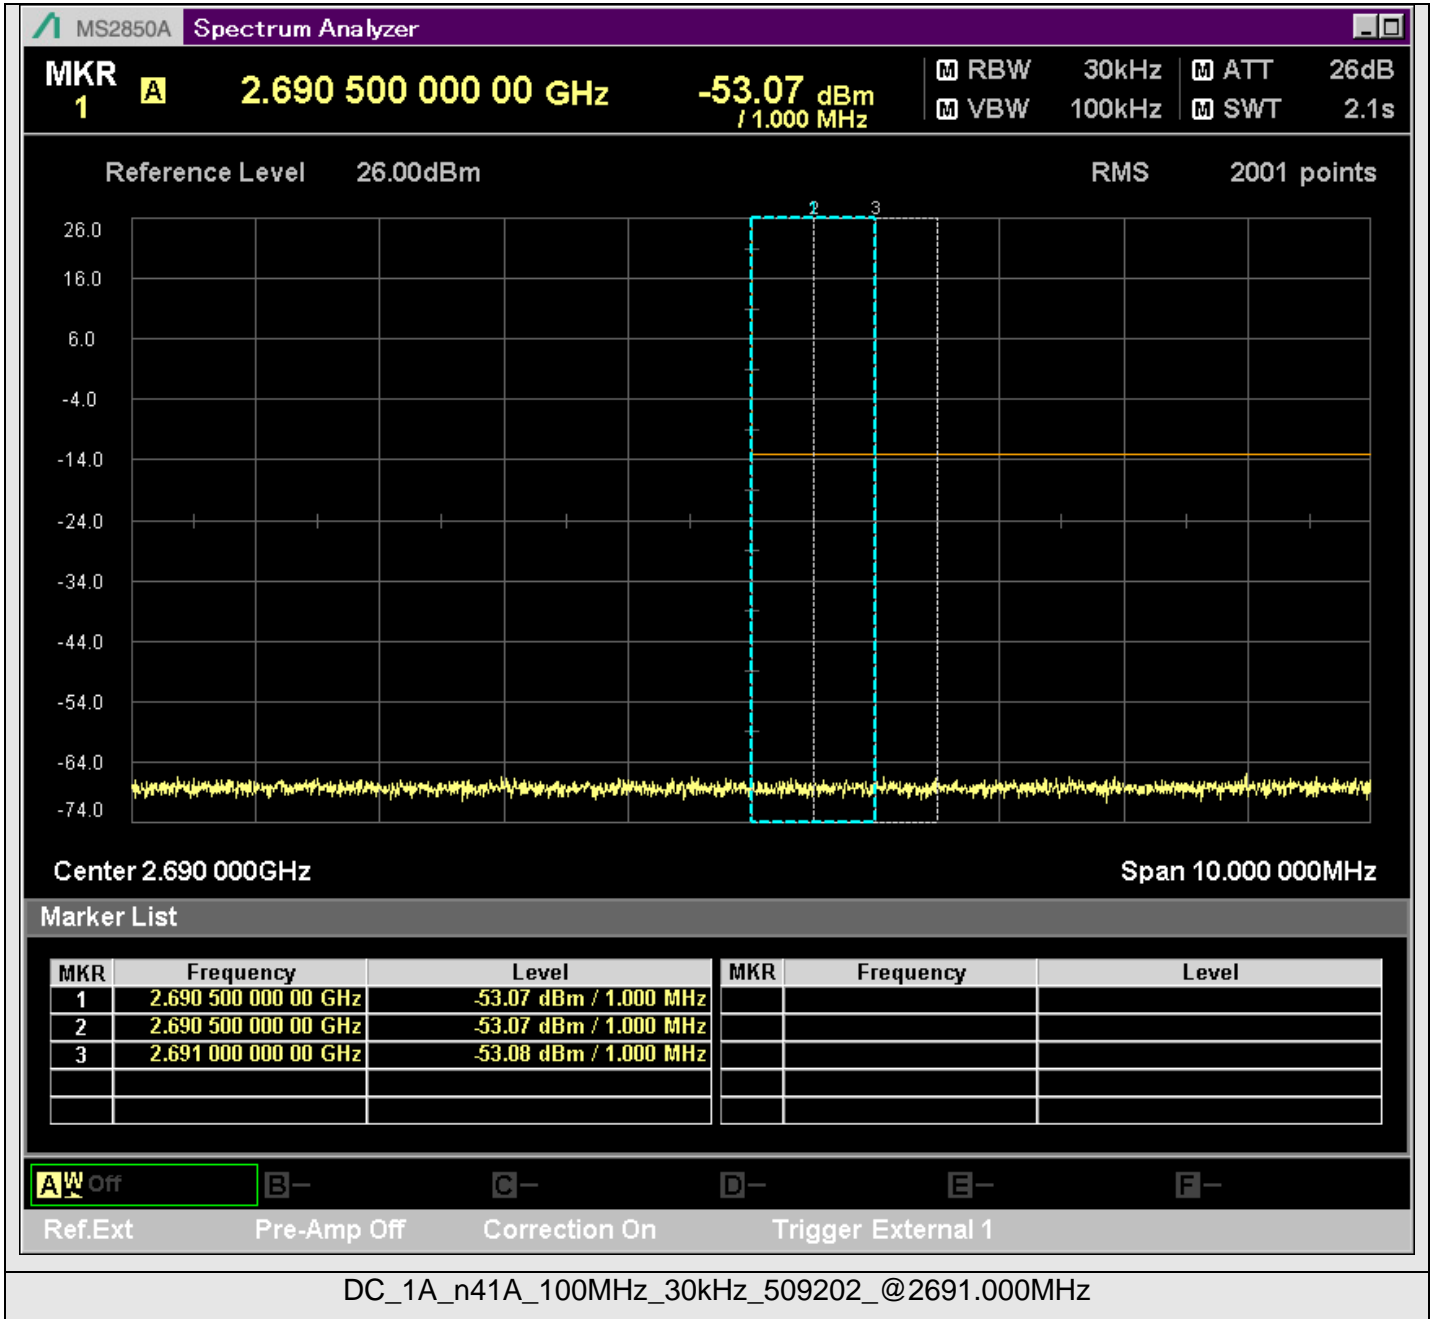 MS2850A Spectrum Analyzer
MKR 1 A 2.690 500 000 00 GHz -53.07 dBm / 1.000 MHz
M RBW 30kHz M ATT 26dB
M VBW 100kHz M SWT 2.1s
Reference Level 26.00dBm RMS 2001 points
2 3
26.0
16.0
6.0
-4.0
-14.0
-24.0
-34.0
-44.0
-54.0
-64.0
-74.0
Center 2.690 000GHz Span 10.000 000MHz
Marker List
MKR Frequency Level MKR Frequency Level
1 2.690 500 000 00 GHz -53.07 dBm / 1.000 MHz
2 2.690 500 000 00 GHz -53.07 dBm / 1.000 MHz
3 2.691 000 000 00 GHz -53.08 dBm / 1.000 MHz
A W Off B– C– D– E– F–
Ref.Ext Pre-Amp Off Correction On Trigger External 1
DC_1A_n41A_100MHz_30kHz_509202_@2691.000MHz